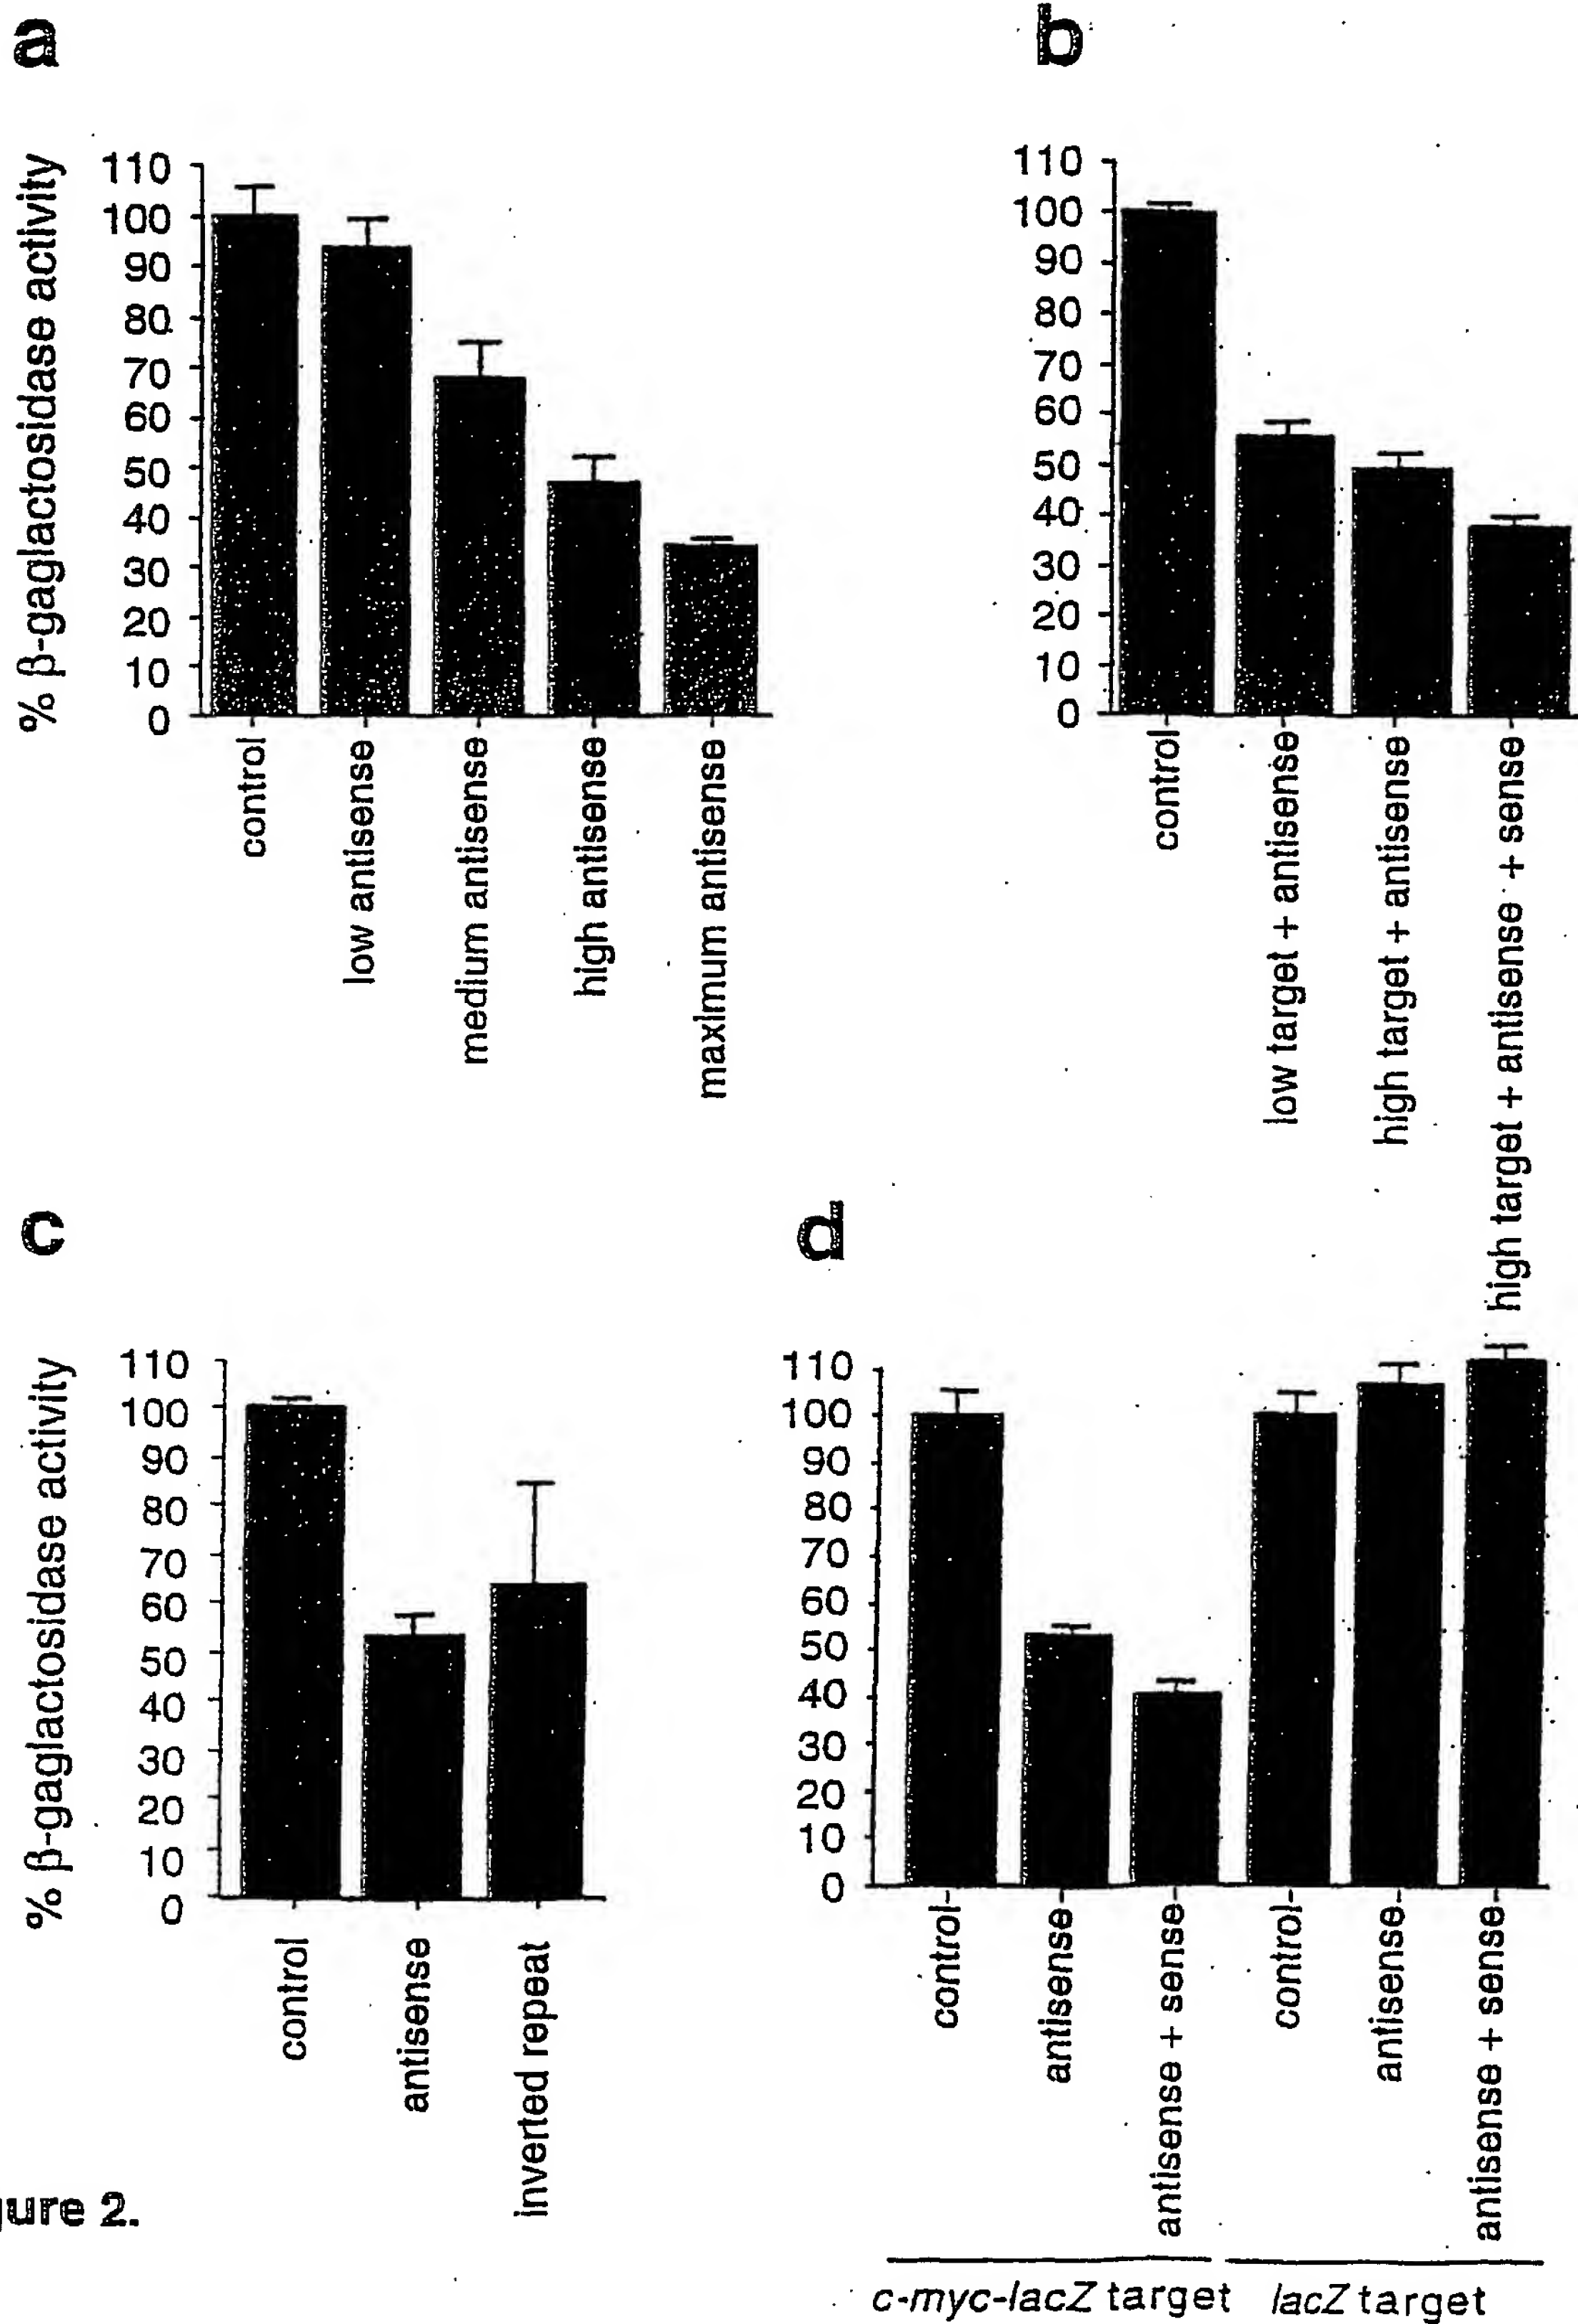 a
% β-gaglactosidase activity
110
100
90
80
70
60
50
40
30
20
10
0
control
low antisense
medium antisense
high antisense
maximum antisense
b
110
100
90
80
70
60
50
40
30
20
10
0
control
low target + antisense
high target + antisense
high target + antisense + sense
c
% β-gaglactosidase activity
110
100
90
80
70
60
50
40
30
20
10
0
control
antisense
inverted repeat
d
110
100
90
80
70
60
50
40
30
20
10
0
control
antisense
antisense + sense
control
antisense
antisense + sense
c-myc-lacZ target
lacZ target
gure 2.